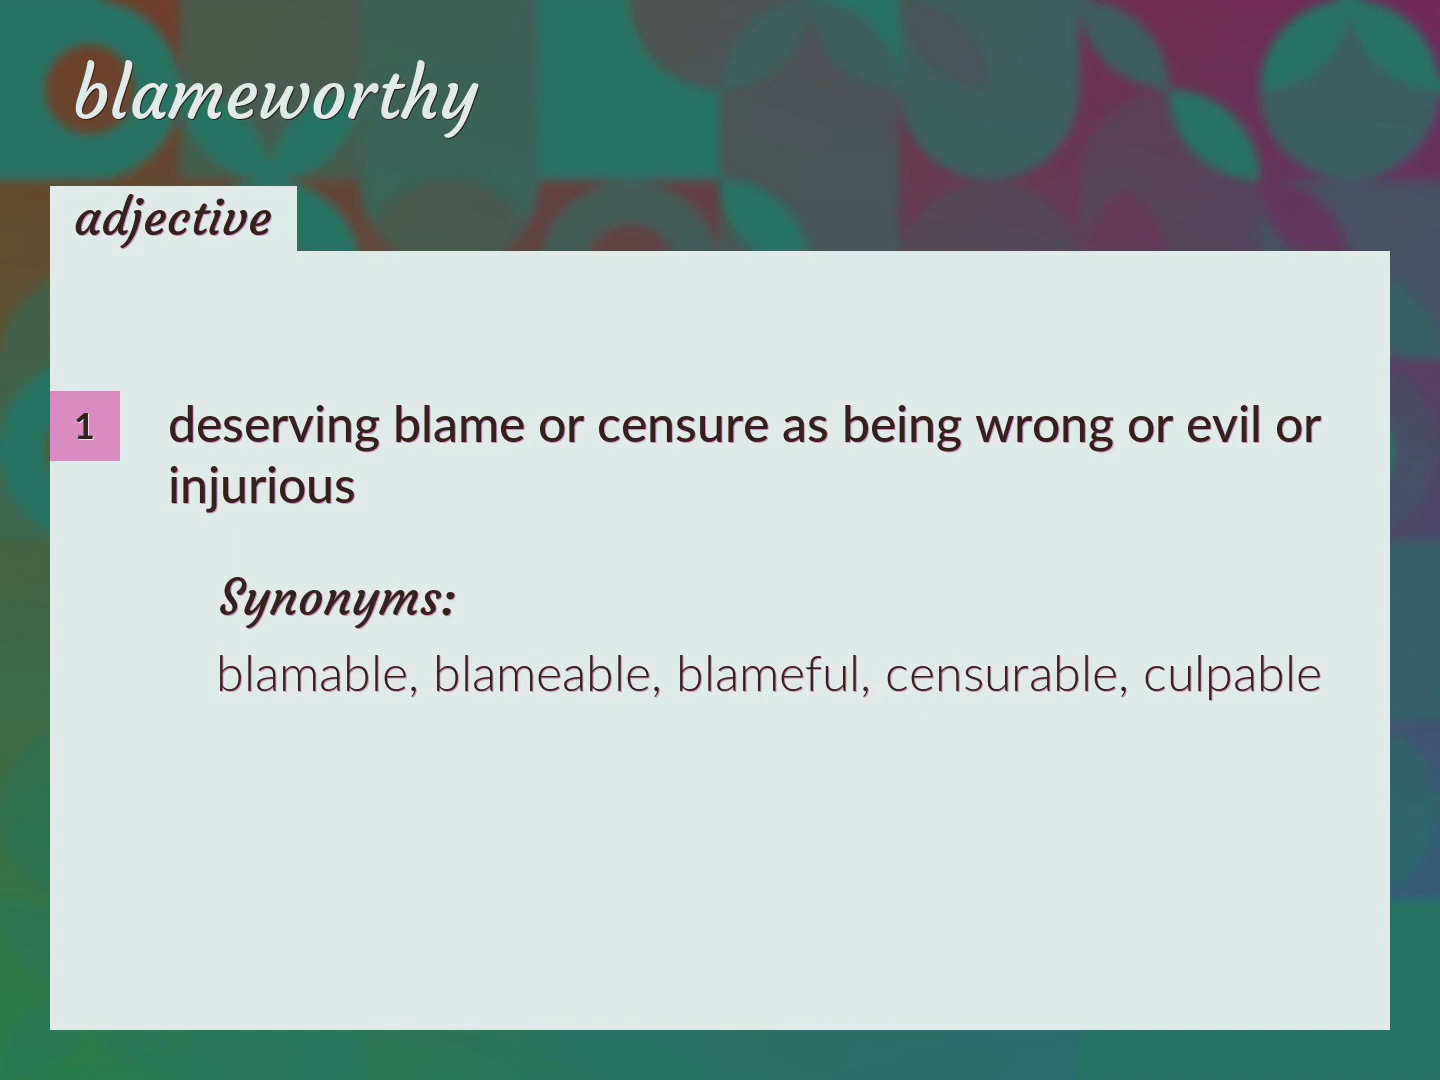 blameworthy
adjective
1
deserving blame or censure as being wrong or evil or
injurious
Synonyms:
blamable, blameable, blameful, censurable, culpable